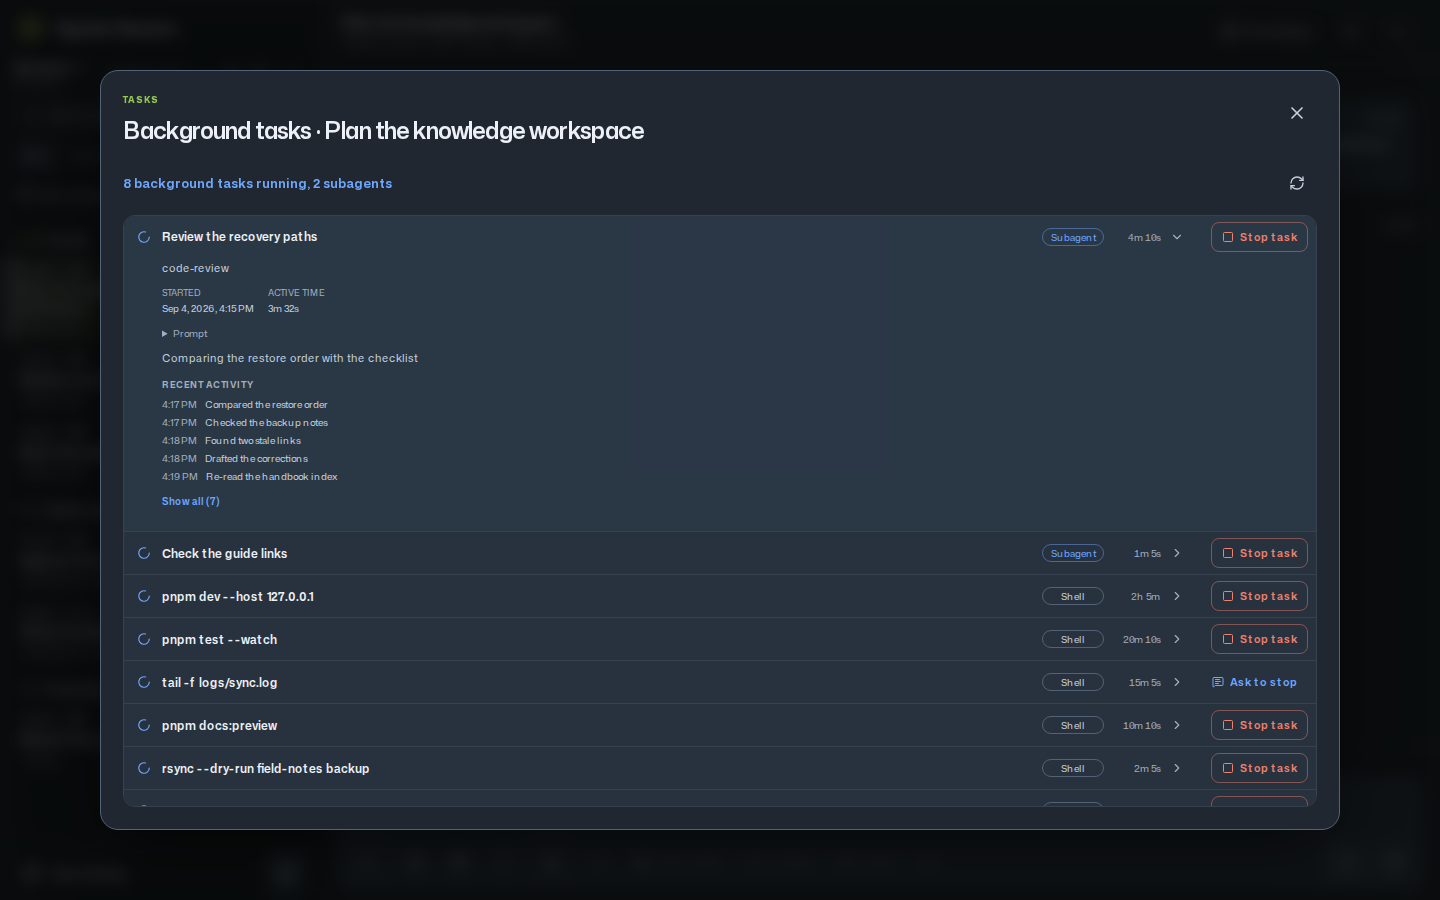 TASKS
Background tasks · Plan the knowledge workspace
8 background tasks running, 2 subagents
Review the recovery paths Subagent 4m 10s Stop task
code-review
STARTED ACTIVE TIME
Sep 4, 2026, 4:15 PM 3m 32s
Prompt
Comparing the restore order with the checklist
RECENT ACTIVITY
4:17 PM Compared the restore order
4:17 PM Checked the backup notes
4:18 PM Found two stale links
4:18 PM Drafted the corrections
4:19 PM Re-read the handbook index
Show all (7)
Check the guide links Subagent 1m 5s Stop task
pnpm dev --host 127.0.0.1 Shell 2h 5m Stop task
pnpm test --watch Shell 20m 10s Stop task
tail -f logs/sync.log Shell 15m 5s Ask to stop
pnpm docs:preview Shell 10m 10s Stop task
rsync --dry-run field-notes backup Shell 2m 5s Stop task